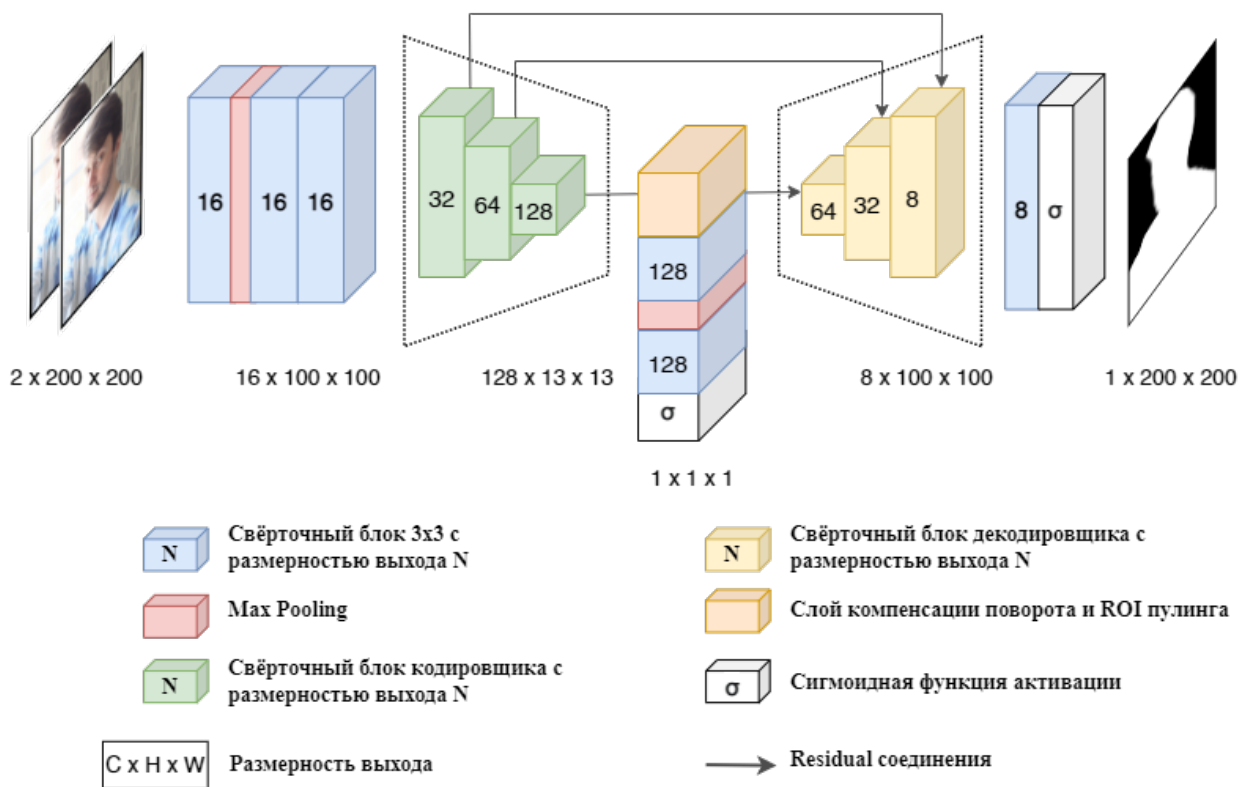 16
16
16
32
64
128
128
128
σ
64
32
8
8
σ
2 x 200 x 200
16 x 100 x 100
128 x 13 x 13
8 x 100 x 100
1 x 200 x 200
1 x 1 x 1
N
Свёрточный блок 3x3 с
размерностью выхода N
Max Pooling
N
Свёрточный блок кодировщика с
размерностью выхода N
C x H x W
Размерность выхода
N
Свёрточный блок декодировщика с
размерностью выхода N
Слой компенсации поворота и ROI пулинга
σ
Сигмоидная функция активации
Residual соединения